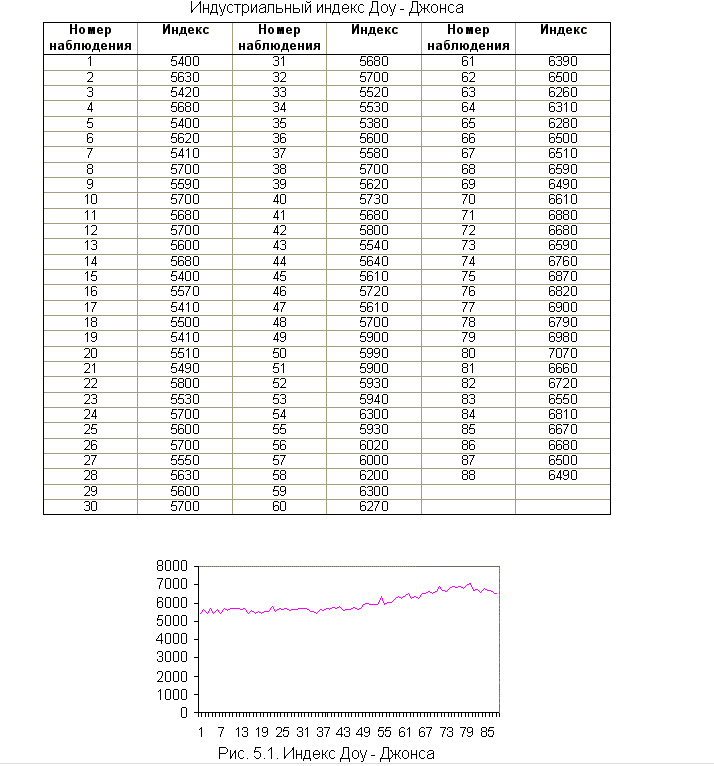 Индустриальный индекс Доу - Джонса
Номер наблюдения Индекс Номер наблюдения Индекс Номер наблюдения Индекс
1 5400 31 5680 61 6390
2 5630 32 5700 62 6500
3 5420 33 5520 63 6260
4 5680 34 5530 64 6310
5 5400 35 5380 65 6280
6 5620 36 5600 66 6500
7 5410 37 5580 67 6510
8 5700 38 5700 68 6590
9 5590 39 5620 69 6490
10 5700 40 5730 70 6610
11 5680 41 5680 71 6880
12 5700 42 5800 72 6680
13 5600 43 5540 73 6590
14 5680 44 5640 74 6760
15 5400 45 5610 75 6870
16 5570 46 5720 76 6820
17 5410 47 5610 77 6900
18 5500 48 5700 78 6790
19 5410 49 5900 79 6980
20 5510 50 5990 80 7070
21 5490 51 5900 81 6660
22 5800 52 5930 82 6720
23 5530 53 5940 83 6550
24 5700 54 6300 84 6810
25 5600 55 5930 85 6670
26 5700 56 6020 86 6680
27 5550 57 6000 87 6500
28 5630 58 6200 88 6490
29 5600 59 6300
30 5700 60 6270
8000
7000
6000
5000
4000
3000
2000
1000
0
1 7 13 19 25 31 37 43 49 55 61 67 73 79 85
Рис. 5.1. Индекс Доу - Джонса